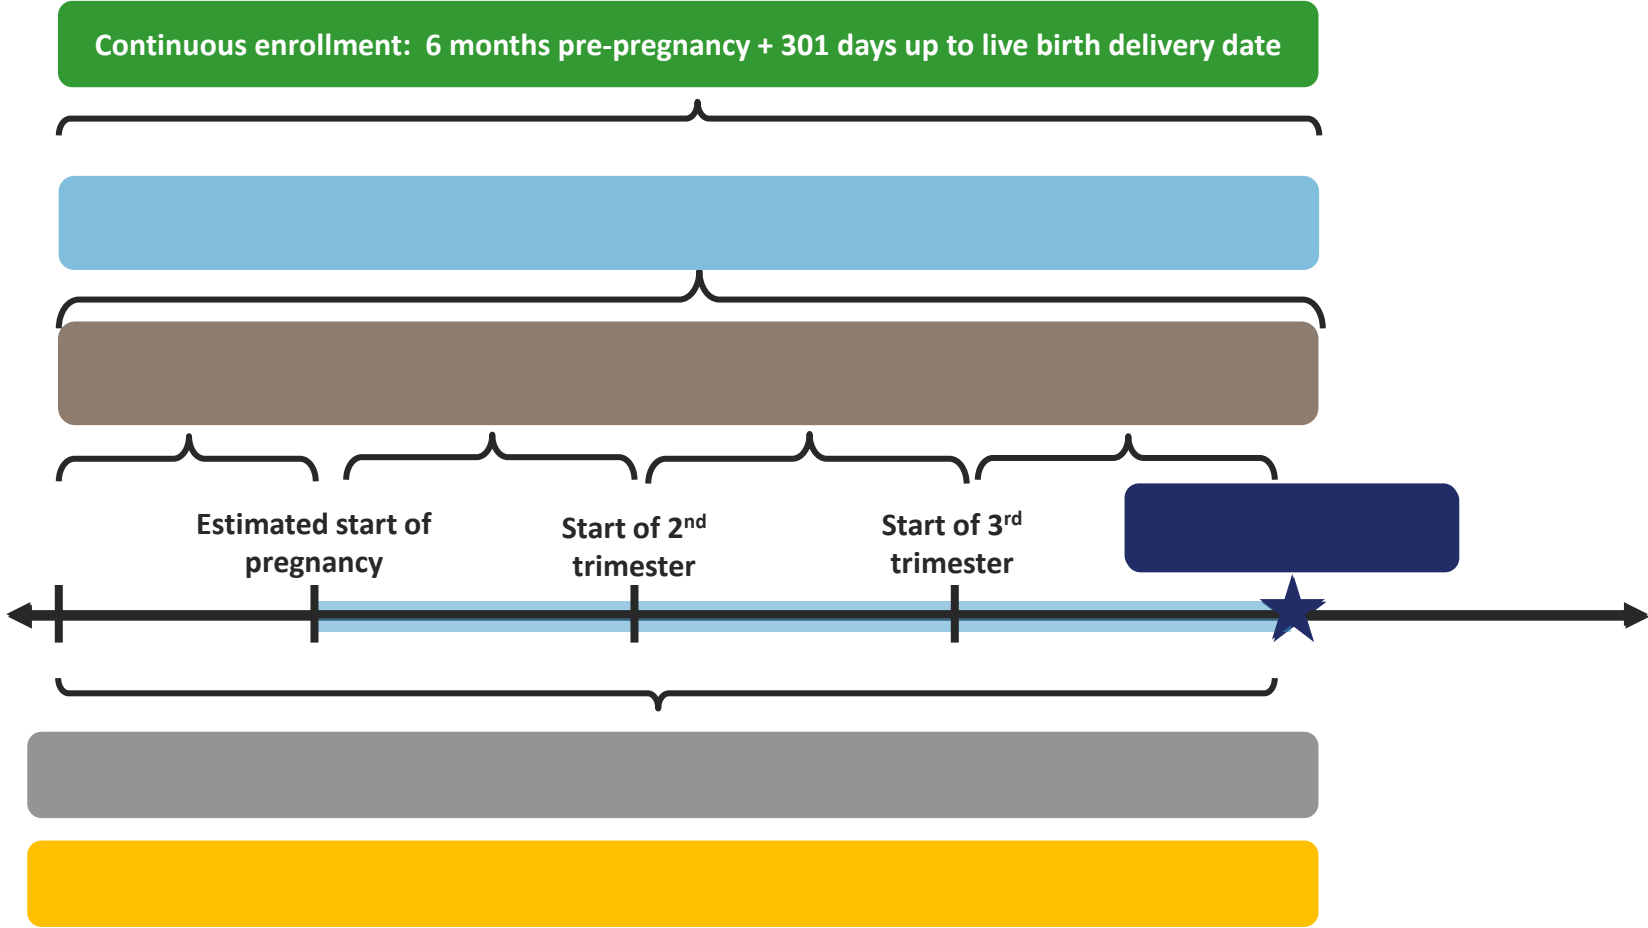 Continuous enrollment:  6 months pre-pregnancy + 301 days up to live birth delivery date
Estimated start of
pregnancy
Start of 2nd
trimester
Start of 3rd
trimester